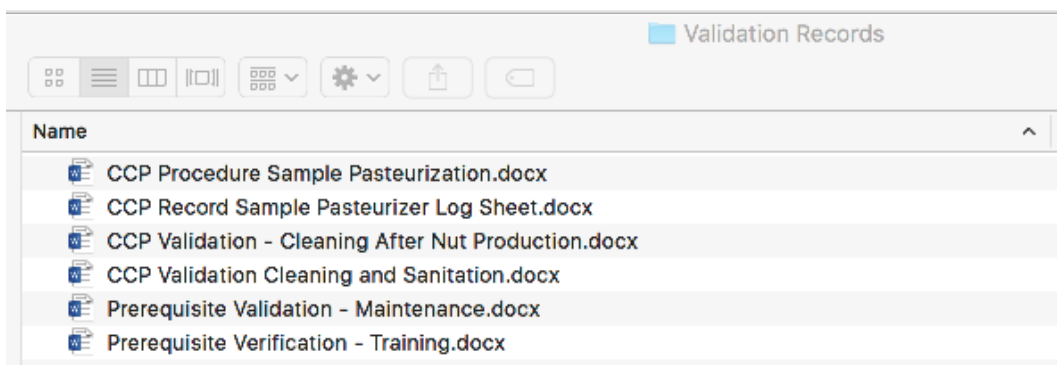 Validation Records
Name
CCP Procedure Sample Pasteurization.docx
CCP Record Sample Pasteurizer Log Sheet.docx
CCP Validation - Cleaning After Nut Production.docx
CCP Validation Cleaning and Sanitation.docx
Prerequisite Validation - Maintenance.docx
Prerequisite Verification - Training.docx